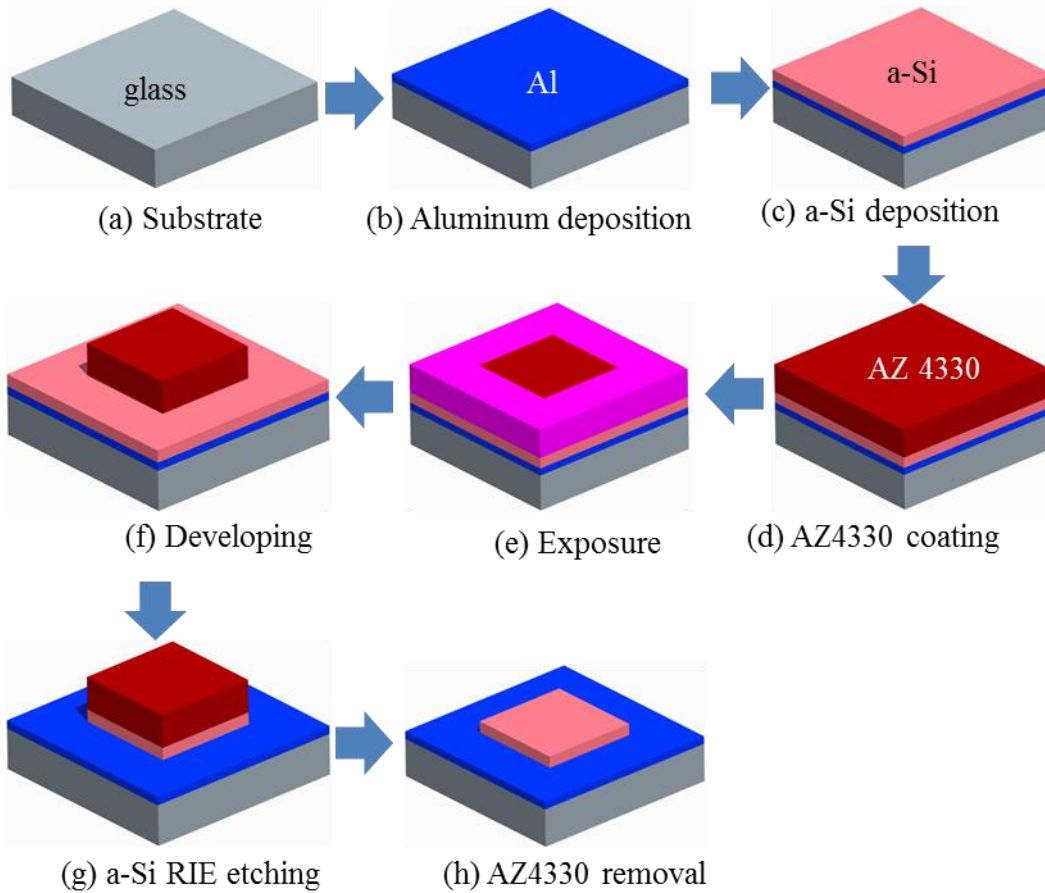 glass
Al
a-Si
(a) Substrate
(b) Aluminum deposition
(c) a-Si deposition
AZ 4330
(d) AZ4330 coating
(e) Exposure
(f) Developing
(g) a-Si RIE etching
(h) AZ4330 removal